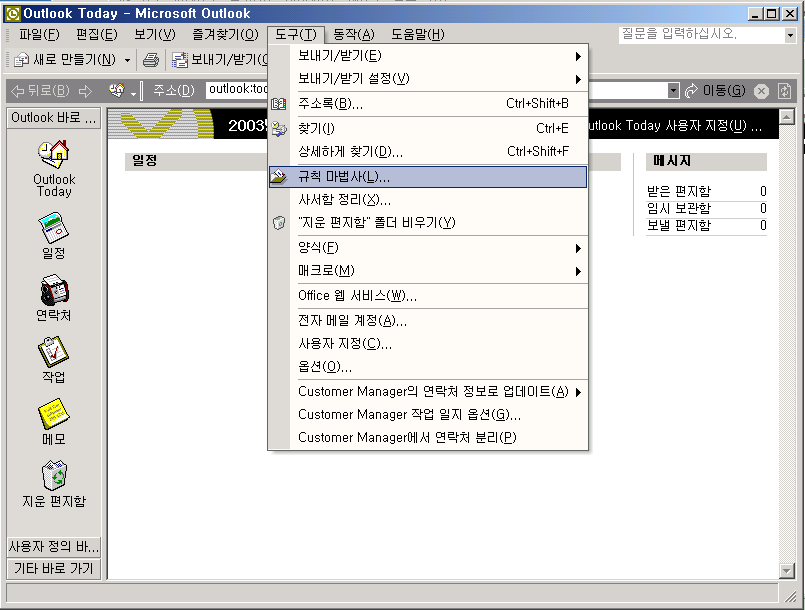 Outlook Today - Microsoft Outlook
파일(F) 편집(E) 보기(V) 즐겨찾기(O) 도구(T) 동작(A) 도움말(H) 질문을 입력하십시오.
새로 만들기(N) 보내기/받기(
뒤로(B) 주소(D) outlook:too 이동(G)
Outlook 바로 ...
2003
utlook Today 사용자 지정(U) ...
Outlook
Today
일정
연락처
작업
메모
지운 편지함
사용자 정의 바...
기타 바로 가기
일정
보내기/받기(E)
보내기/받기 설정(V)
주소록(B)... Ctrl+Shift+B
찾기(I) Ctrl+E
상세하게 찾기(D)... Ctrl+Shift+F
규칙 마법사(L)...
사서함 정리(X)...
"지운 편지함" 폴더 비우기(Y)
양식(F)
매크로(M)
Office 웹 서비스(W)...
전자 메일 계정(A)...
사용자 지정(C)...
옵션(O)...
Customer Manager의 연락처 정보로 업데이트(A)
Customer Manager 작업 일지 옵션(G)...
Customer Manager에서 연락처 분리(P)
메시지
받은 편지함 0
임시 보관함 0
보낼 편지함 0